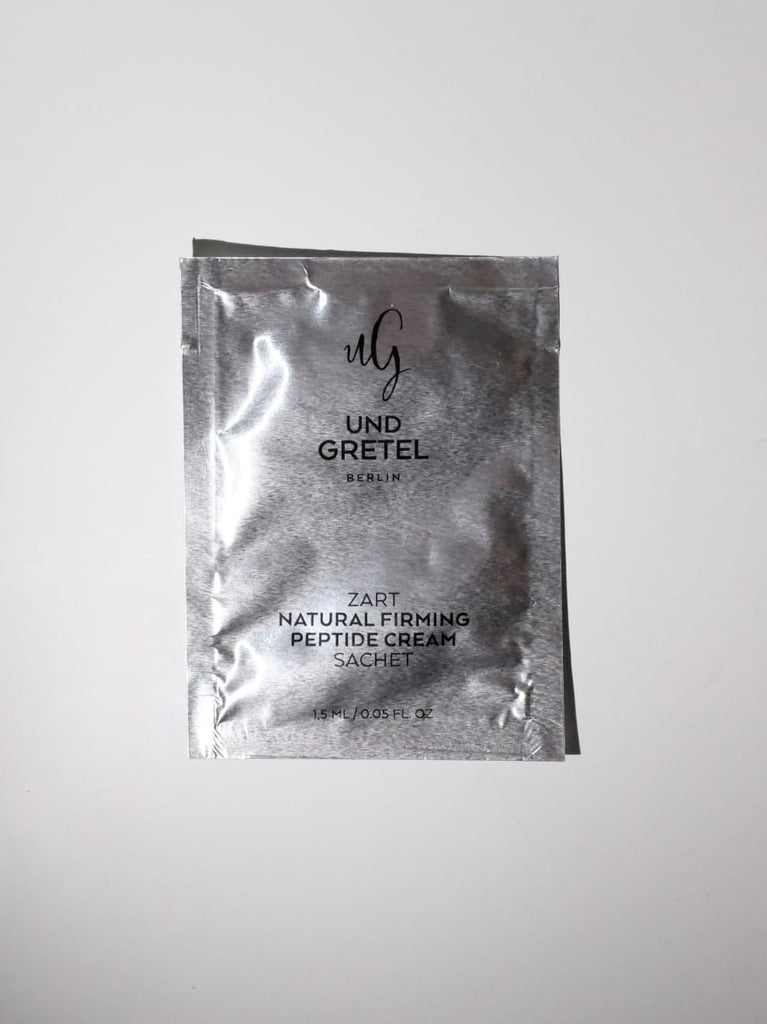 uG
UND
GRETEL
BERLIN
ZART
NATURAL FIRMING
PEPTIDE CREAM
SACHET
1,5 ML / 0.05 FL. OZ